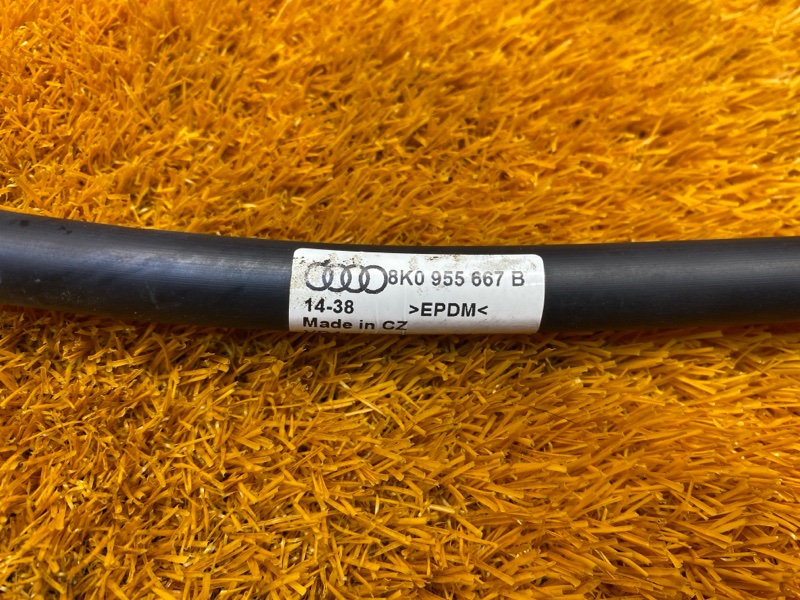 8K0 955 667 B
14-38 >EPDM<
Made in CZ